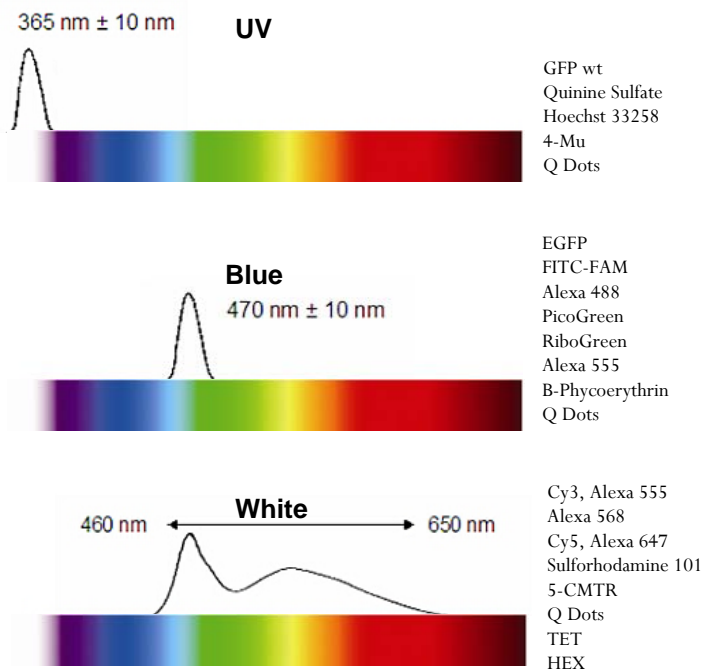 365 nm ± 10 nm
UV
GFP wt
Quinine Sulfate
Hoechst 33258
4-Mu
Q Dots
Blue
470 nm ± 10 nm
EGFP
FITC-FAM
Alexa 488
PicoGreen
RiboGreen
Alexa 555
B-Phycoerythrin
Q Dots
White
460 nm
650 nm
Cy3, Alexa 555
Alexa 568
Cy5, Alexa 647
Sulforhodamine 101
5-CMTR
Q Dots
TET
HEX